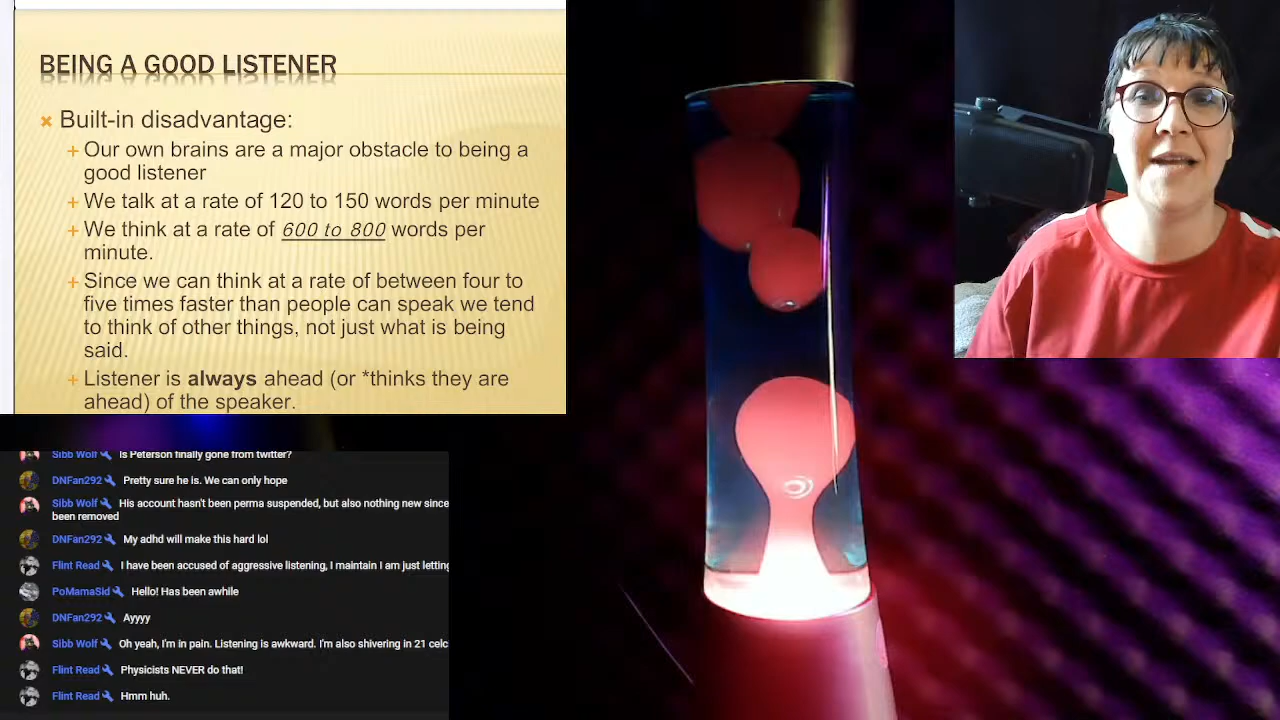 BEING A GOOD LISTENER
Built-in disadvantage:
Our own brains are a major obstacle to being a
good listener
We talk at a rate of 120 to 150 words per minute
We think at a rate of 600 to 800 words per
minute.
Since we can think at a rate of between four to
five times faster than people can speak we tend
to think of other things, not just what is being
said.
Listener is always ahead (or *thinks they are
ahead) of the speaker.
Sibb Wolf Is Peterson finally gone from twitter?
DNFan292 Pretty sure he is. We can only hope
Sibb Wolf His account hasn't been perma suspended, but also nothing new since
been removed
DNFan292 My adhd will make this hard lol
Flint Read I have been accused of aggressive listening, I maintain I am just letting
PoMamaSid Hello! Has been awhile
DNFan292 Ayyyy
Sibb Wolf Oh yeah, I'm in pain. Listening is awkward. I'm also shivering in 21 celc
Flint Read Physicists NEVER do that!
Flint Read Hmm huh.